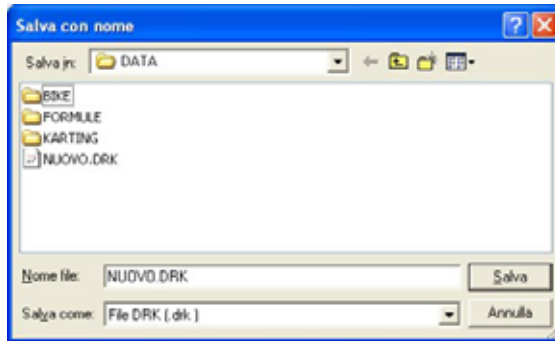 Salva con nome
Salva in: DATA
BIKE
FORMULE
KARTING
NUOVO.DRK
Nome file: NUOVO.DRK Salva
Salva come: File DRK (.drk ) Annulla